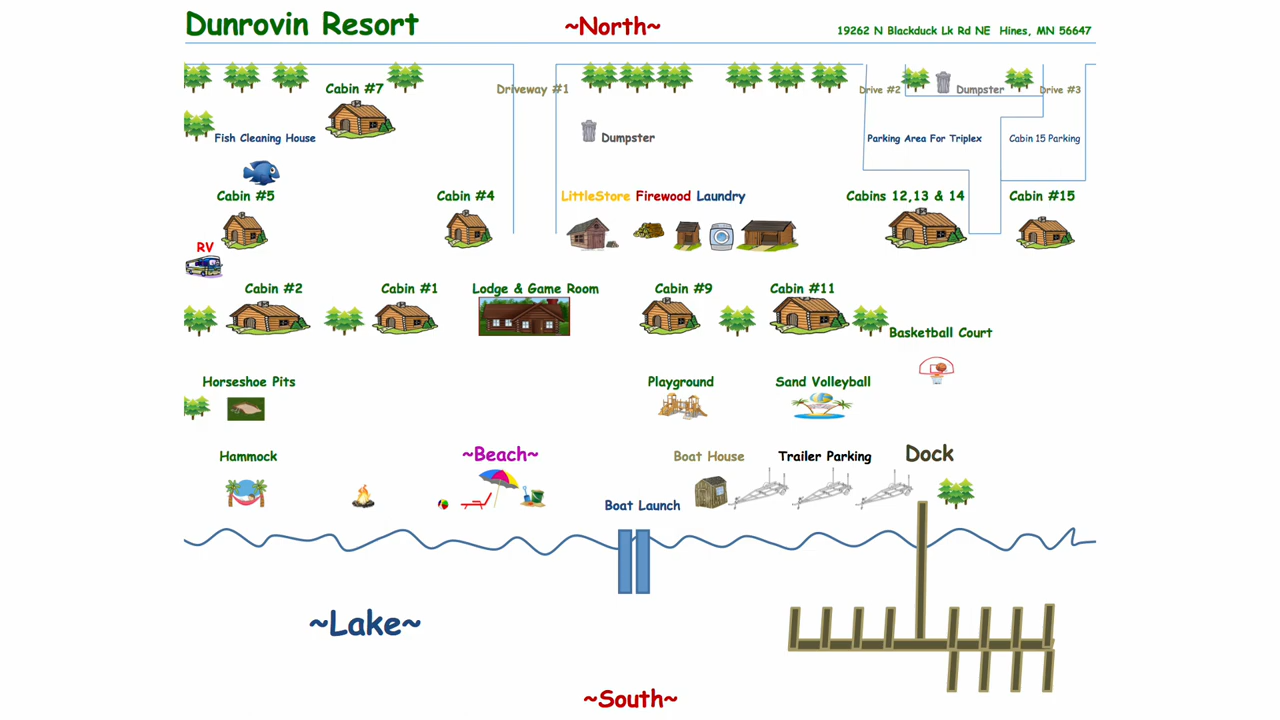 Dunrovin Resort
~North~
19262 N Blackduck Lk Rd NE  Hines, MN 56647
Cabin #7
Driveway #1
Drive #2
Dumpster
Drive #3
Fish Cleaning House
Dumpster
Parking Area For Triplex
Cabin 15 Parking
Cabin #5
Cabin #4
LittleStore Firewood Laundry
Cabins 12,13 & 14
Cabin #15
RV
Cabin #2
Cabin #1
Lodge & Game Room
Cabin #9
Cabin #11
Basketball Court
Horseshoe Pits
Playground
Sand Volleyball
Hammock
~Beach~
Boat House
Trailer Parking
Dock
Boat Launch
~Lake~
~South~